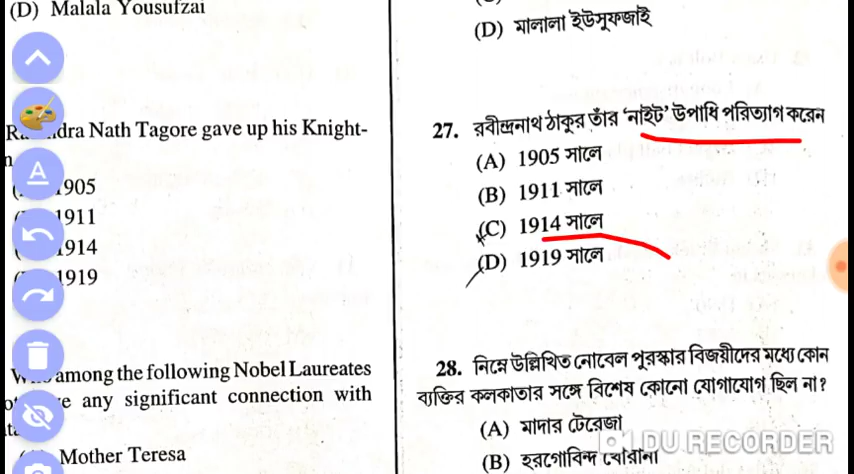 (D) Malala Yousufzai
dra Nath Tagore gave up his Knight-
1905
1911
1914
1919
among the following Nobel Laureates
e any significant connection with
Mother Teresa
(D) মালালা ইউসুফজাই
27. রবীন্দ্রনাথ ঠাকুর তাঁর ‘নাইট’ উপাধি পরিত্যাগ করেন
(A) 1905 সালে
(B) 1911 সালে
(C) 1914 সালে
(D) 1919 সালে
28. নিম্নে উল্লিখিত নোবেল পুরস্কার বিজয়ীদের মধ্যে কোন
ব্যক্তির কলকাতার সঙ্গে বিশেষ কোনো যোগাযোগ ছিল না?
(A) মাদার টেরেজা
(B) হরগোবিন্দ খোরানা
DU RECORDER